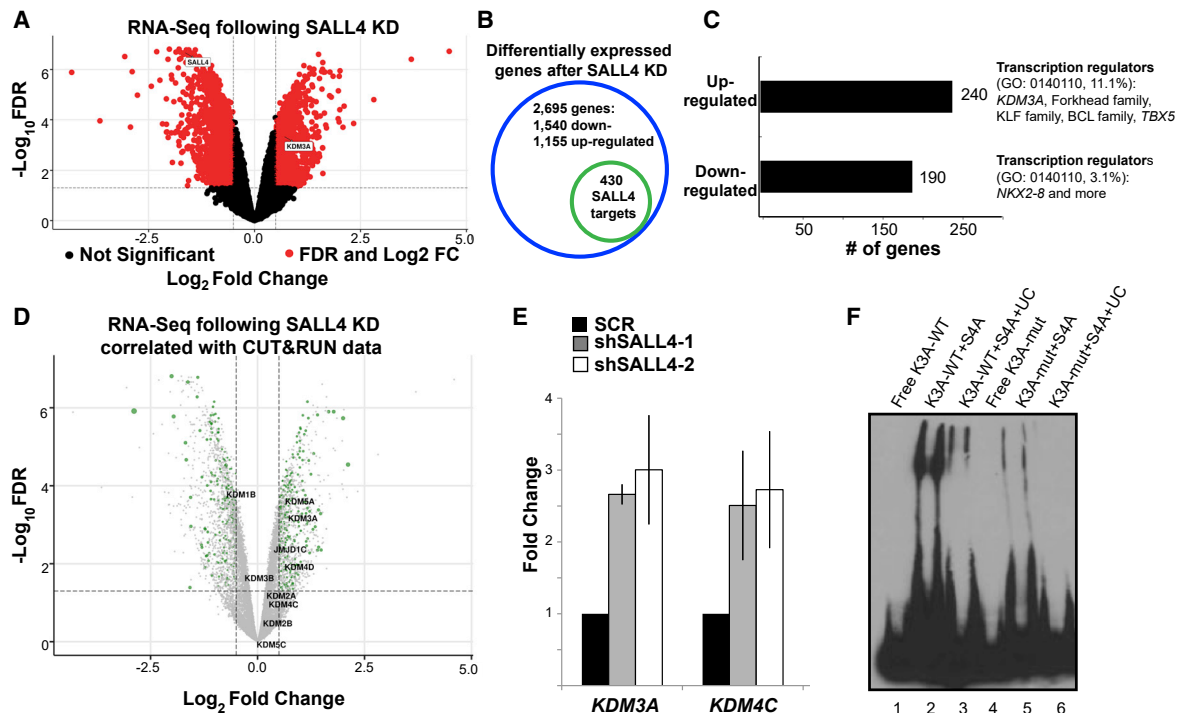 A
RNA-Seq following SALL4 KD
-Log10 FDR
6
4
2
0
SALL4
KDM3A
-2.5
0.0
2.5
5.0
Not Significant
FDR and Log2 FC
Log2 Fold Change
B
Differentially expressed
genes after SALL4 KD
2,695 genes:
1,540 down-
1,155 up-regulated
430
SALL4
targets
C
Up-
regulated
240
Transcription regulators
(GO: 0140110, 11.1%):
KDM3A, Forkhead family,
KLF family, BCL family, TBX5
Down-
regulated
190
Transcription regulators
(GO: 0140110, 3.1%):
NKX2-8 and more
50
150
250
# of genes
D
RNA-Seq following SALL4 KD
correlated with CUT&RUN data
-Log10 FDR
6
4
2
0
KDM1B
KDM5A
KDM3A
JMJD1C
KDM4D
KDM3B
KDM2A
KDM4C
KDM2B
KDM5C
-2.5
0.0
2.5
5.0
Log2 Fold Change
E
SCR
shSALL4-1
shSALL4-2
Fold Change
4
3
2
1
0
KDM3A
KDM4C
F
Free K3A-WT
K3A-WT+S4A
K3A-WT+S4A+UC
Free K3A-mut
K3A-mut+S4A
K3A-mut+S4A+UC
1 2 3 4 5 6